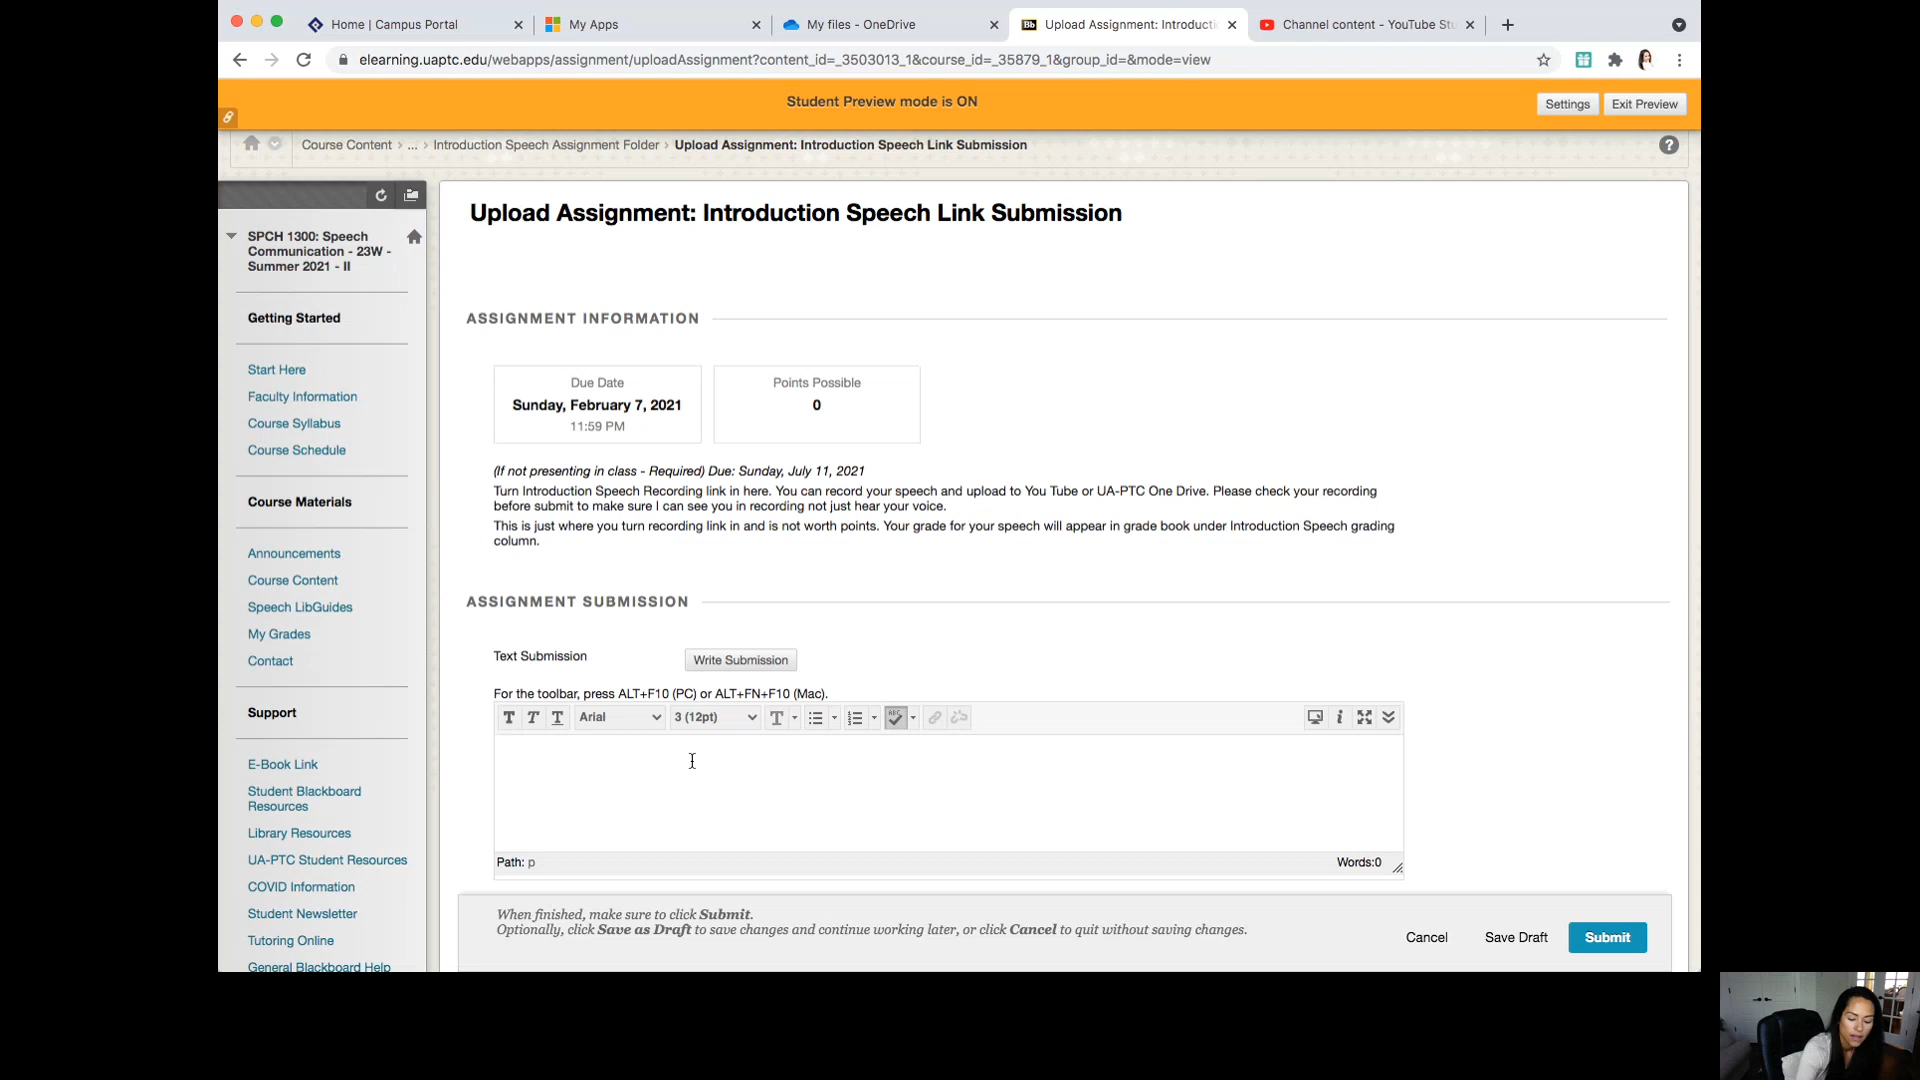 Home | Campus Portal
My Apps
My files - OneDrive
Bb
Upload Assignment: Introducti
Channel content - YouTube Stu
elearning.uaptc.edu/webapps/assignment/uploadAssignment?content_id=_3503013_1&course_id=_35879_1&group_id=&mode=view
Student Preview mode is ON
Settings
Exit Preview
Course Content > ... > Introduction Speech Assignment Folder > Upload Assignment: Introduction Speech Link Submission
?
SPCH 1300: Speech
Communication - 23W -
Summer 2021 - II
Getting Started
Start Here
Faculty Information
Course Syllabus
Course Schedule
Course Materials
Announcements
Course Content
Speech LibGuides
My Grades
Contact
Support
E-Book Link
Student Blackboard
Resources
Library Resources
UA-PTC Student Resources
COVID Information
Student Newsletter
Tutoring Online
General Blackboard Help
Upload Assignment: Introduction Speech Link Submission
ASSIGNMENT INFORMATION
Due Date
Sunday, February 7, 2021
11:59 PM
Points Possible
0
(If not presenting in class - Required) Due: Sunday, July 11, 2021
Turn Introduction Speech Recording link in here. You can record your speech and upload to You Tube or UA-PTC One Drive. Please check your recording
before submit to make sure I can see you in recording not just hear your voice.
This is just where you turn recording link in and is not worth points. Your grade for your speech will appear in grade book under Introduction Speech grading
column.
ASSIGNMENT SUBMISSION
Text Submission
Write Submission
For the toolbar, press ALT+F10 (PC) or ALT+FN+F10 (Mac).
T T T Arial 3 (12pt) T ABC i
Path: p
Words:0
When finished, make sure to click Submit.
Optionally, click Save as Draft to save changes and continue working later, or click Cancel to quit without saving changes.
Cancel
Save Draft
Submit